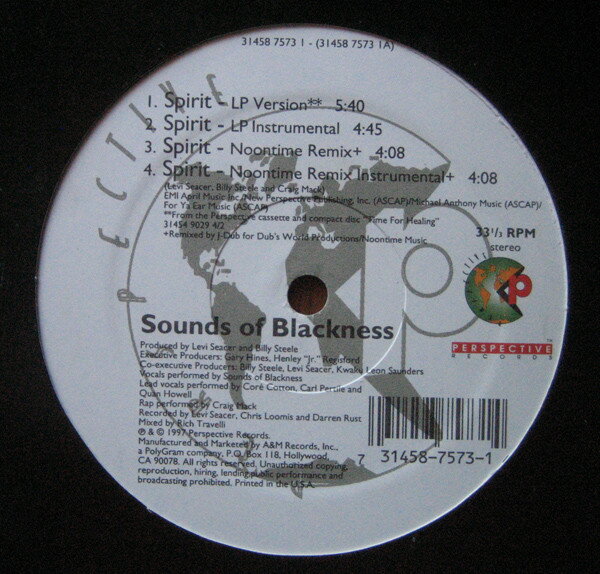 31458 7573 1 - (31458 7573 1A)
PERSPECTIVE
1. Spirit - LP Version** 5:40
2. Spirit - LP Instrumental 4:45
3. Spirit - Noontime Remix+ 4:08
4. Spirit - Noontime Remix Instrumental+ 4:08
(Levi Seacer, Billy Steele and Craig Mack)
EMI April Music Inc/New Perspective Publishing, Inc. (ASCAP)/Michael Anthony Music (ASCAP)/
For Ya Ear Music (ASCAP)
**From the Perspective cassette and compact disc "Time For Healing"
31454 9029 4/2
+Remixed by J-Dub for Dub's World Productions/Noontime Music
33 1/3 RPM
stereo
P
PERSPECTIVE
RECORDS
TM
Sounds of Blackness
Produced by Levi Seacer and Billy Steele
Executive Producers: Gary Hines, Henley "Jr." Regisford
Co-executive Producers: Billy Steele, Levi Seacer, Kwaku Leon Saunders
Vocals performed by Sounds of Blackness
Lead vocals performed by Coré Cotton, Carl Pertile and
Quan Howell
Rap performed by Craig Mack
Recorded by Levi Seacer, Chris Loomis and Darren Rust
Mixed by Rich Travelli
℗ & © 1997 Perspective Records.
Manufactured and Marketed by A&M Records, Inc.,
a PolyGram company, P.O. Box 118, Hollywood,
CA 90078. All rights reserved. Unauthorized copying,
reproduction, hiring, lending, public performance and
broadcasting prohibited. Printed in the U.S.A.
7 31458-7573-1